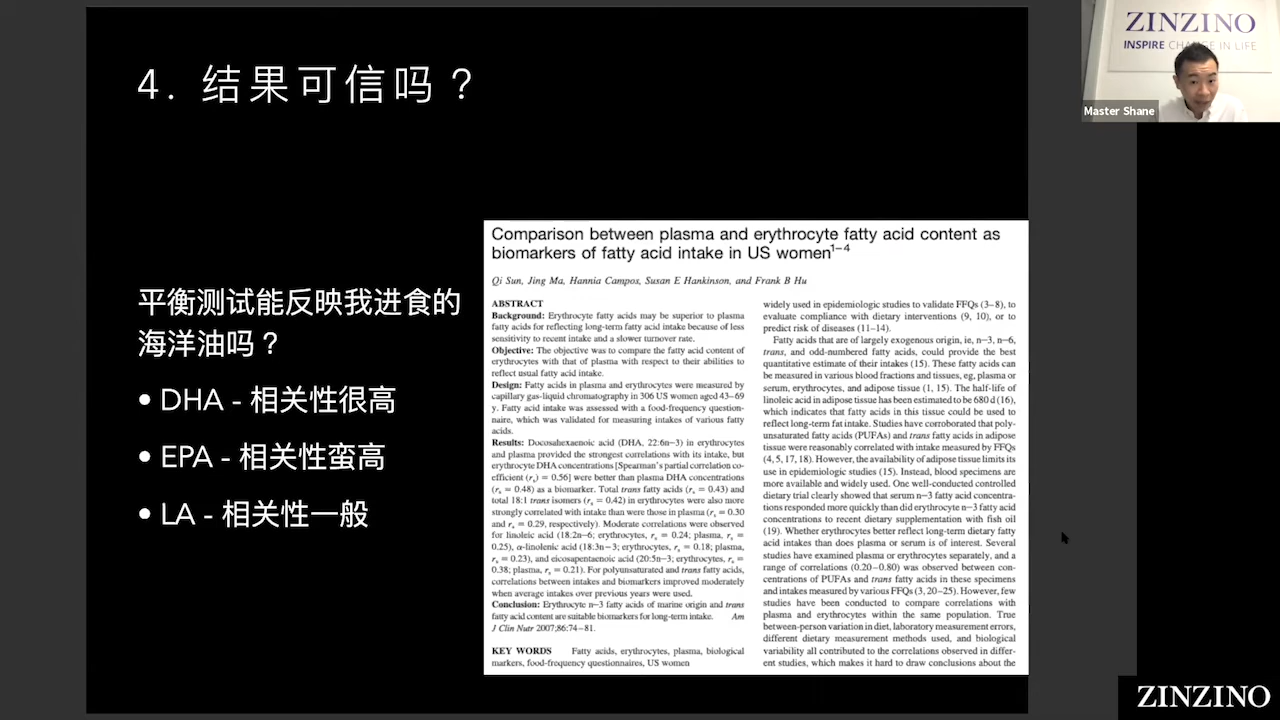 4. 结果可信吗？
ZINZINO
INSPIRE CHANGE IN LIFE
Master Shane
平衡测试能反映我进食的
海洋油吗？
• DHA - 相关性很高
• EPA - 相关性蛮高
• LA - 相关性一般
Comparison between plasma and erythrocyte fatty acid content as
biomarkers of fatty acid intake in US women1–4
Qi Sun, Jing Ma, Hannia Campos, Susan E Hankinson, and Frank B Hu
ABSTRACT
Background: Erythrocyte fatty acids may be superior to plasma
fatty acids for reflecting long-term fatty acid intake because of less
sensitivity to recent intake and a slower turnover rate.
Objective: The objective was to compare the fatty acid content of
erythrocytes with that of plasma with respect to their abilities to
reflect usual fatty acid intake.
Design: Fatty acids in plasma and erythrocytes were measured by
capillary gas-liquid chromatography in 306 US women aged 43–69
y. Fatty acid intake was assessed with a food-frequency question-
naire, which was validated for measuring intakes of various fatty
acids.
Results: Docosahexaenoic acid (DHA, 22:6n−3) in erythrocytes
and plasma provided the strongest correlations with its intake, but
erythrocyte DHA concentrations [Spearman's partial correlation co-
efficient (rs) = 0.56] were better than plasma DHA concentrations
(rs = 0.48) as a biomarker. Total trans fatty acids (rs = 0.43) and
total 18:1 trans isomers (rs = 0.42) in erythrocytes were also more
strongly correlated with intake than were those in plasma (rs = 0.30
and rs = 0.29, respectively). Moderate correlations were observed
for linoleic acid (18:2n−6; erythrocytes, rs = 0.24; plasma, rs =
0.25), α-linolenic acid (18:3n−3; erythrocytes, rs = 0.18; plasma,
rs = 0.23), and eicosapentaenoic acid (20:5n−3; erythrocytes, rs =
0.38; plasma, rs = 0.21). For polyunsaturated and trans fatty acids,
correlations between intakes and biomarkers improved moderately
when average intakes over previous years were used.
Conclusion: Erythrocyte n−3 fatty acids of marine origin and trans
fatty acid content are suitable biomarkers for long-term intake. Am
J Clin Nutr 2007;86:74–81.
KEY WORDS Fatty acids, erythrocytes, plasma, biological
markers, food-frequency questionnaires, US women
widely used in epidemiologic studies to validate FFQs (3–8), to
evaluate compliance with dietary interventions (9, 10), or to
predict risk of diseases (11–14).
Fatty acids that are of largely exogenous origin, ie, n−3, n−6,
trans, and odd-numbered fatty acids, could provide the best
quantitative estimate of their intakes (15). These fatty acids can
be measured in various blood fractions and tissues, eg, plasma or
serum, erythrocytes, and adipose tissue (1, 15). The half-life of
linoleic acid in adipose tissue has been estimated to be 680 d (16),
which indicates that fatty acids in this tissue could be used to
reflect long-term fat intake. Studies have corroborated that poly-
unsaturated fatty acids (PUFAs) and trans fatty acids in adipose
tissue were reasonably correlated with intake measured by FFQs
(4, 5, 17, 18). However, the availability of adipose tissue limits its
use in epidemiologic studies (15). Instead, blood specimens are
more available and widely used. One well-conducted controlled
dietary trial clearly showed that serum n−3 fatty acid concentra-
tions responded more quickly than did erythrocyte n−3 fatty acid
concentrations to recent dietary supplementation with fish oil
(19). Whether erythrocytes better reflect long-term dietary fatty
acid intakes than does plasma or serum is of interest. Several
studies have examined plasma or erythrocytes separately, and a
range of correlations (0.20–0.80) was observed between con-
centrations of PUFAs and trans fatty acids in these specimens
and intakes measured by various FFQs (3, 20–25). However, few
studies have been conducted to compare correlations with
plasma and erythrocytes within the same population. True
between-person variation in diet, laboratory measurement errors,
different dietary measurement methods used, and biological
variability all contributed to the correlations observed in differ-
ent studies, which makes it hard to draw conclusions about the
ZINZINO